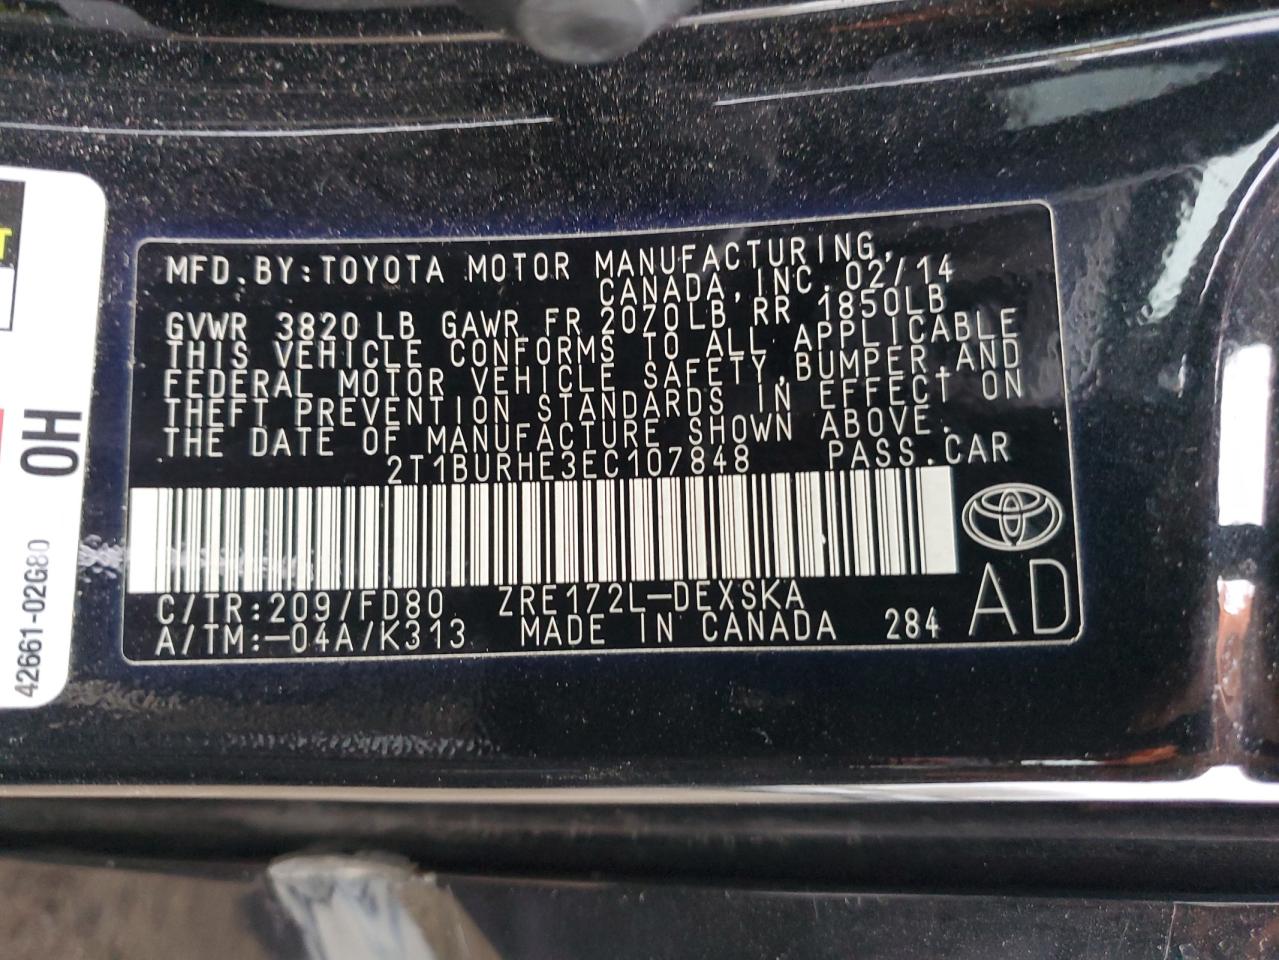 MFD.BY:TOYOTA MOTOR MANUFACTURING,
CANADA,INC.02/14
GVWR 3820LB GAWR FR 2070LB RR 1850LB
THIS VEHICLE CONFORMS TO ALL APPLICABLE
FEDERAL MOTOR VEHICLE SAFETY,BUMPER,AND
THEFT PREVENTION STANDARDS IN EFFECT ON
THE DATE OF MANUFACTURE SHOWN ABOVE.
2T1BURHE3EC107848 PASS.CAR
C/TR:209/FD80 ZRE172L-DEXSKA
A/TM:-04A/K313 MADE IN CANADA 284 AD
0H
42661-02G80